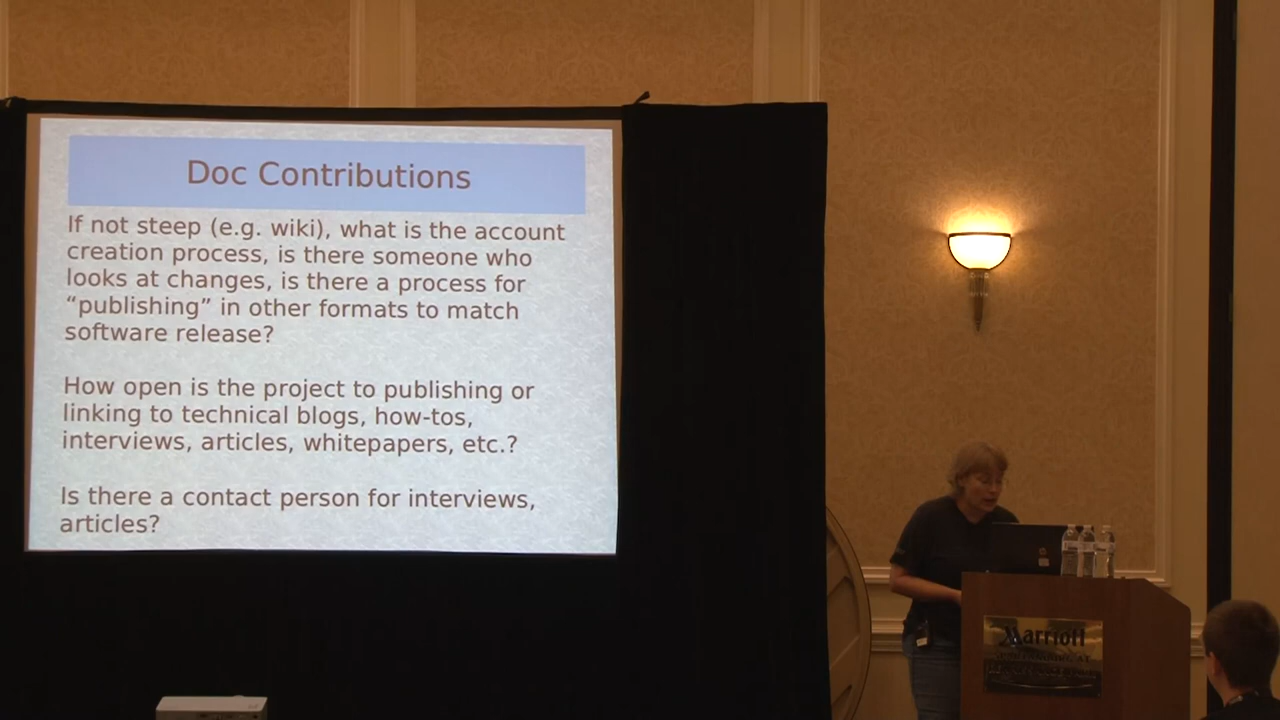 Doc Contributions
If not steep (e.g. wiki), what is the account
creation process, is there someone who
looks at changes, is there a process for
“publishing” in other formats to match
software release?
How open is the project to publishing or
linking to technical blogs, how-tos,
interviews, articles, whitepapers, etc.?
Is there a contact person for interviews,
articles?
Marriott